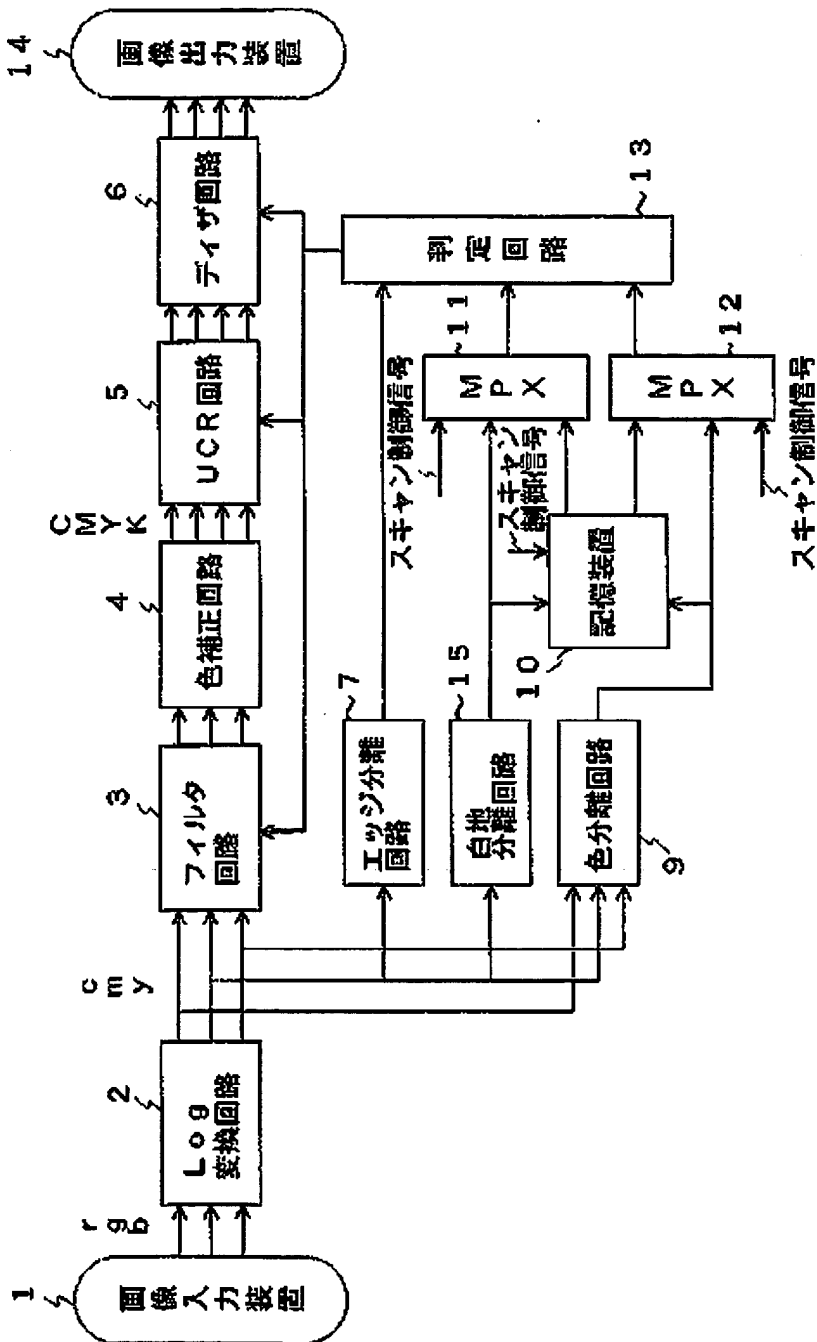 1
画像入力装置
r
g
b
2
Log
変換回路
c
m
y
3
フィルタ
回路
4
色補正回路
C
M
Y
K
5
UCR回路
6
ディザ回路
14
画像出力装置
7
エッジ分離
回路
15
白地
分離回路
色分離回路
9
10
記憶装置
スキャン
制御信号
スキャン制御信号
11
MPX
12
MPX
スキャン制御信号
13
判定回路